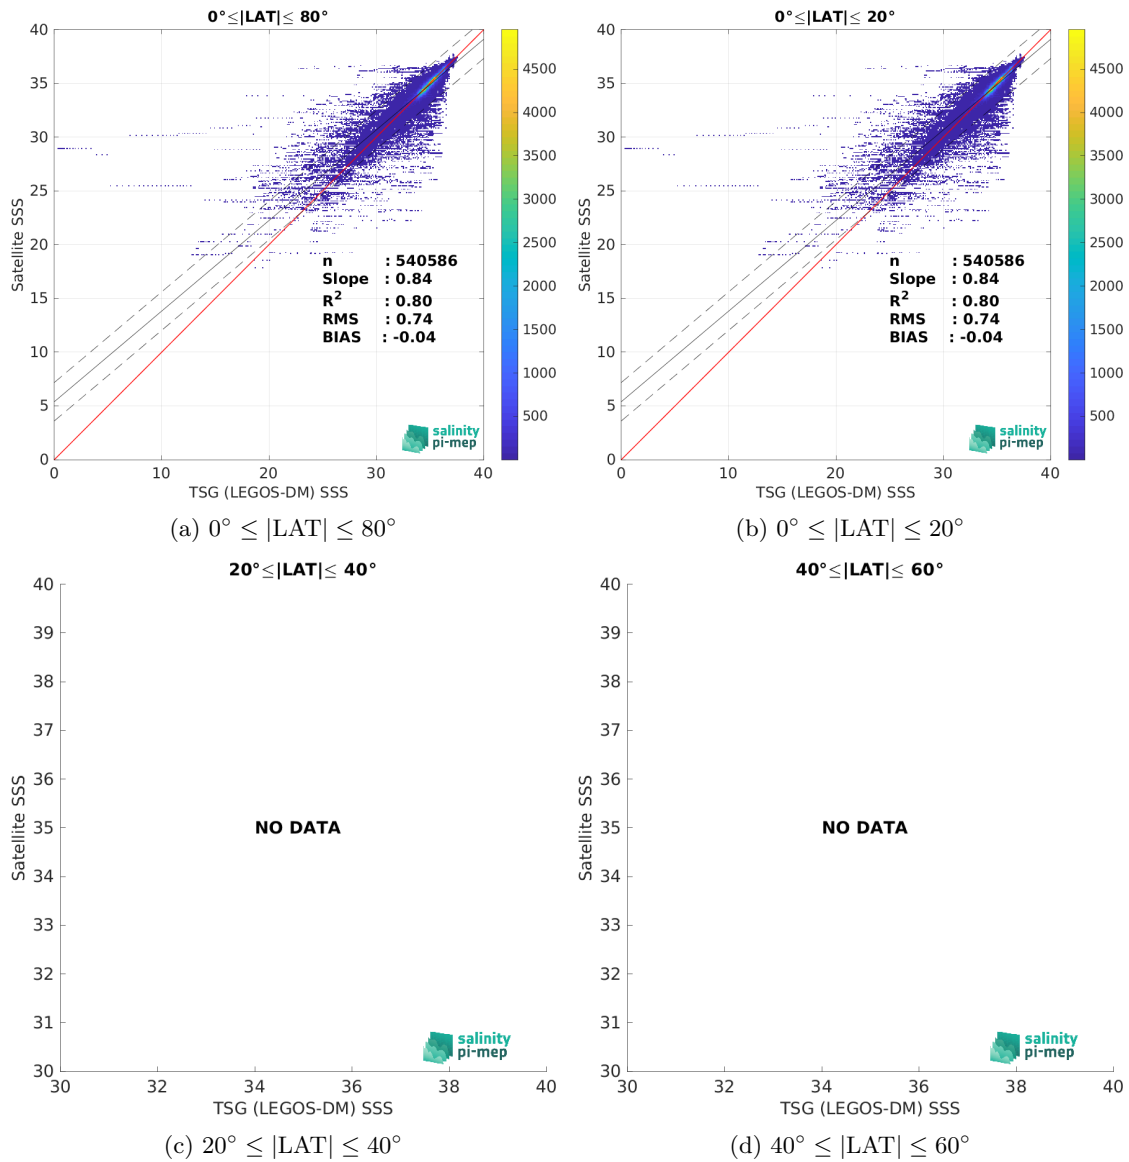 0°≤|LAT|≤ 80°
40
35
30
25
20
15
10
5
0
0
10
20
30
40
Satellite SSS
TSG (LEGOS-DM) SSS
n : 540586
Slope : 0.84
R² : 0.80
RMS : 0.74
BIAS : -0.04
salinity
pi-mep
4500
4000
3500
3000
2500
2000
1500
1000
500
(a) 0° ≤ |LAT| ≤ 80°
0°≤|LAT|≤ 20°
40
35
30
25
20
15
10
5
0
0
10
20
30
40
Satellite SSS
TSG (LEGOS-DM) SSS
n : 540586
Slope : 0.84
R² : 0.80
RMS : 0.74
BIAS : -0.04
salinity
pi-mep
4500
4000
3500
3000
2500
2000
1500
1000
500
(b) 0° ≤ |LAT| ≤ 20°
20°≤|LAT|≤ 40°
40
39
38
37
36
35
34
33
32
31
30
30
32
34
36
38
40
Satellite SSS
NO DATA
salinity
pi-mep
TSG (LEGOS-DM) SSS
(c) 20° ≤ |LAT| ≤ 40°
40°≤|LAT|≤ 60°
40
39
38
37
36
35
34
33
32
31
30
30
32
34
36
38
40
Satellite SSS
NO DATA
salinity
pi-mep
TSG (LEGOS-DM) SSS
(d) 40° ≤ |LAT| ≤ 60°